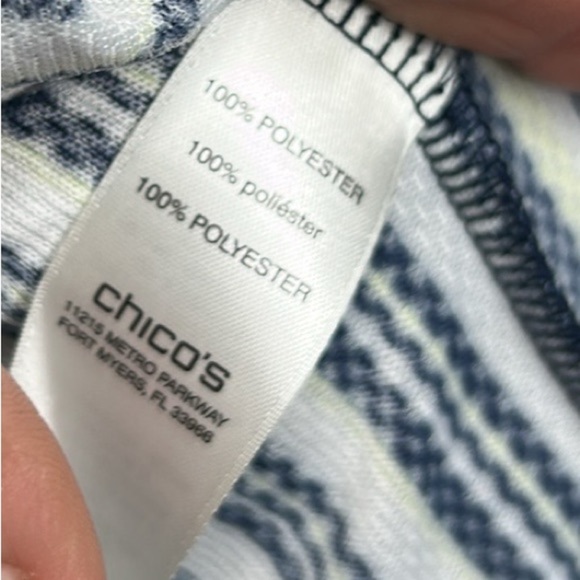 100% POLYESTER
100% poliéster
100% POLYESTER
chico's
11215 METRO PARKWAY
FORT MYERS, FL 33966